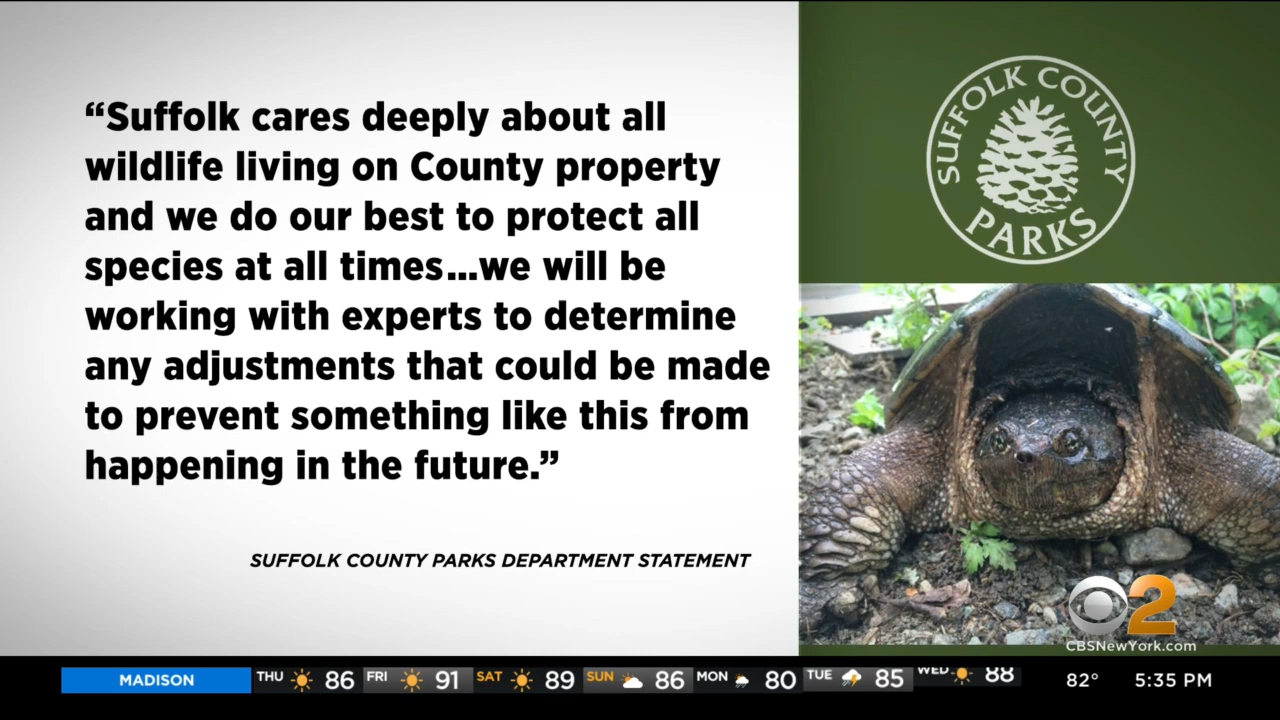 “Suffolk cares deeply about all
wildlife living on County property
and we do our best to protect all
species at all times...we will be
working with experts to determine
any adjustments that could be made
to prevent something like this from
happening in the future.”
SUFFOLK COUNTY PARKS DEPARTMENT STATEMENT
SUFFOLK COUNTY
PARKS
2
CBSNewYork.com
MADISON THU 86 FRI 91 SAT 89 SUN 86 MON 80 TUE 85 WED 88 82° 5:35 PM